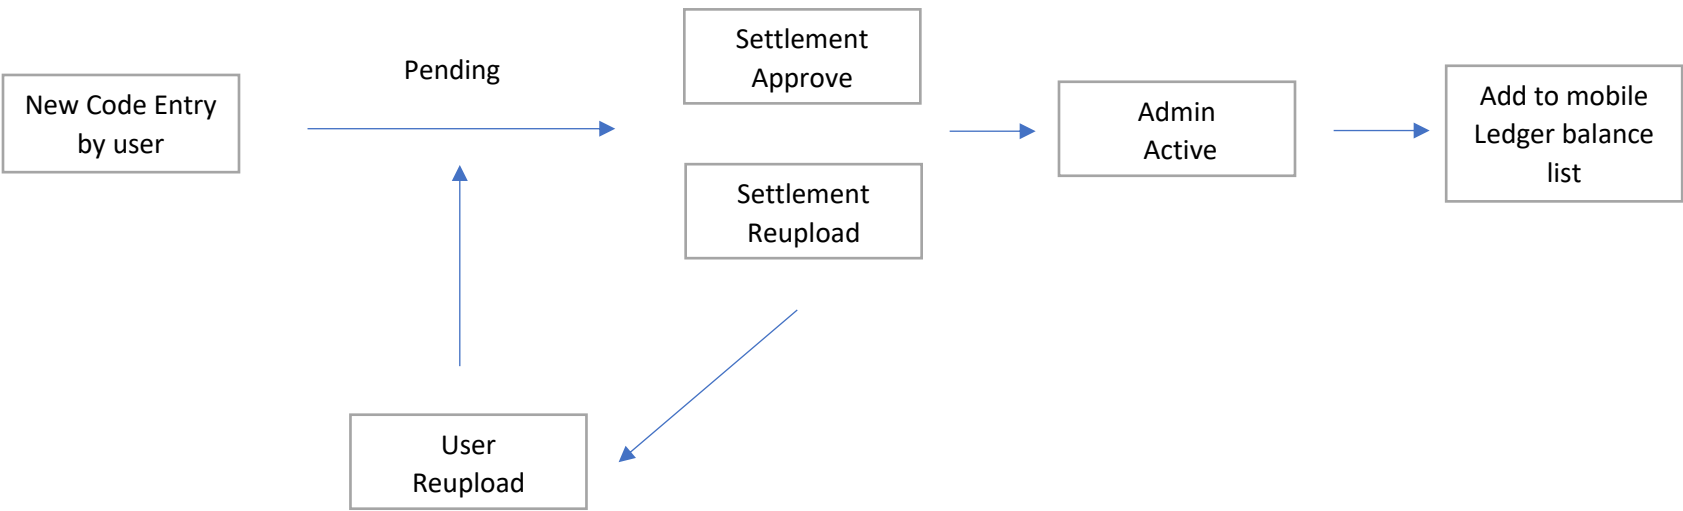 New Code Entry
by user
Pending
Settlement
Approve
Settlement
Reupload
Admin
Active
Add to mobile
Ledger balance
list
User
Reupload